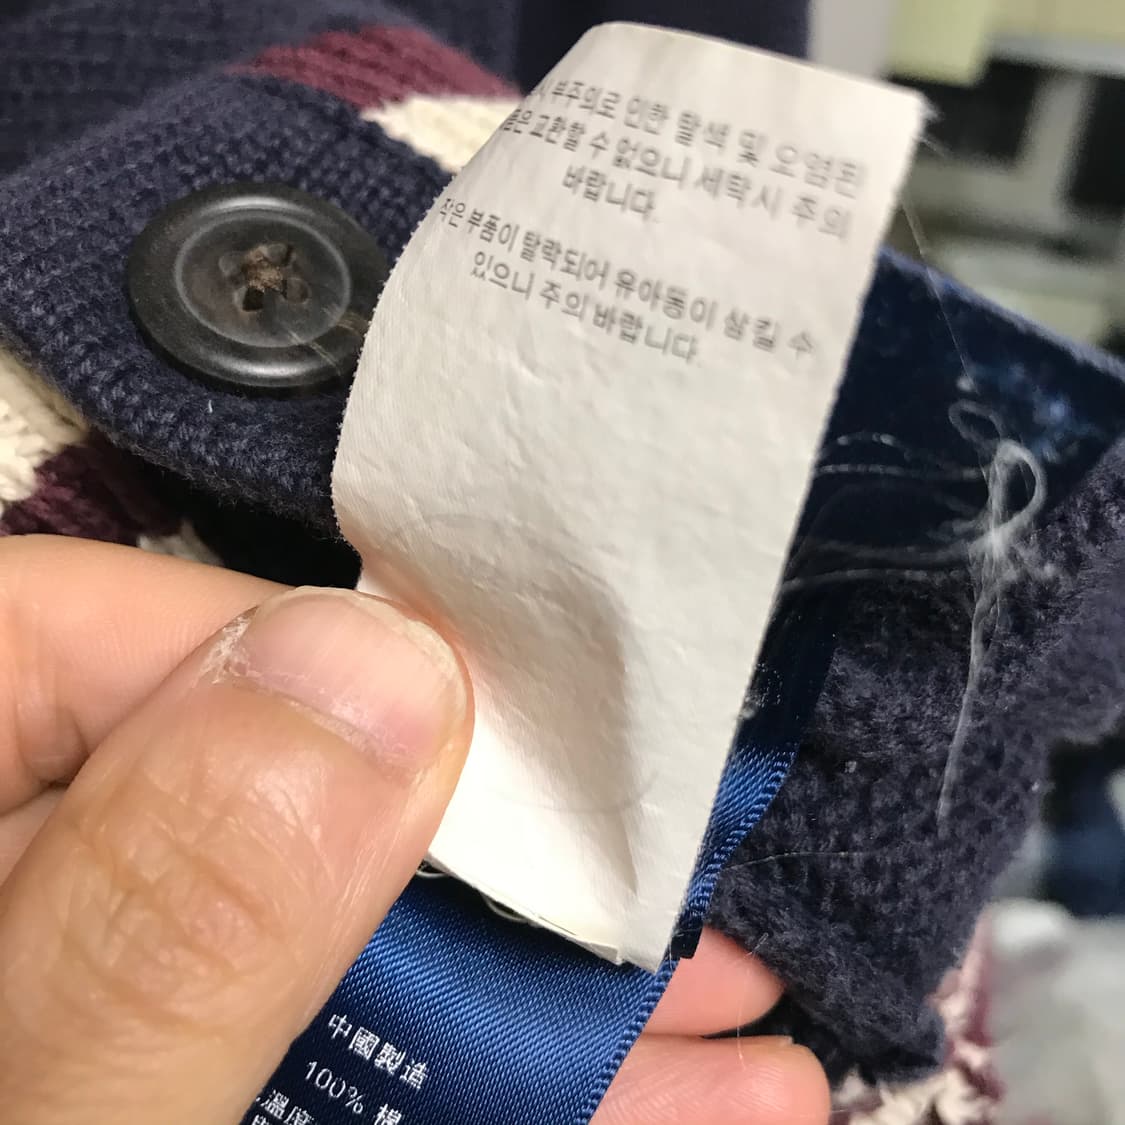 부주의로 인한 탈색 및 오염된
교환할 수 없으니 세탁시 주의
바랍니다.
작은 부품이 탈락되어 유아동이 삼킬 수
있으니 주의 바랍니다.
中國製造
100% 棉
溫度